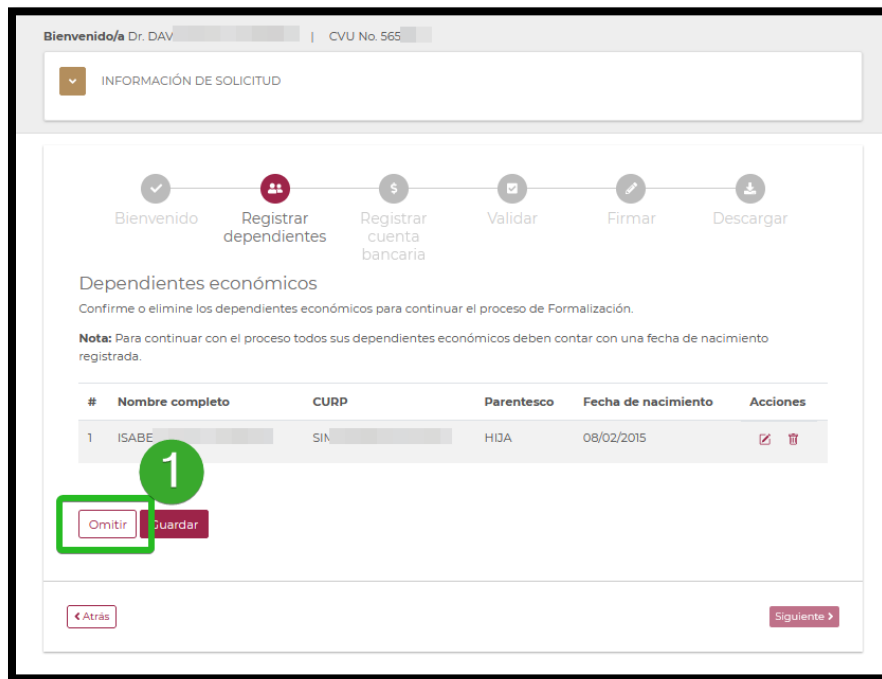 Bienvenido/a Dr. DAV | CVU No. 565
INFORMACIÓN DE SOLICITUD
Bienvenido
Registrar
dependientes
Registrar
cuenta
bancaria
Validar
Firmar
Descargar
Dependientes económicos
Confirme o elimine los dependientes económicos para continuar el proceso de Formalización.
Nota: Para continuar con el proceso todos sus dependientes económicos deben contar con una fecha de nacimiento
registrada.
# Nombre completo CURP Parentesco Fecha de nacimiento Acciones
1 ISABE SIN HIJA 08/02/2015
1
Omitir Guardar
Atrás Siguiente